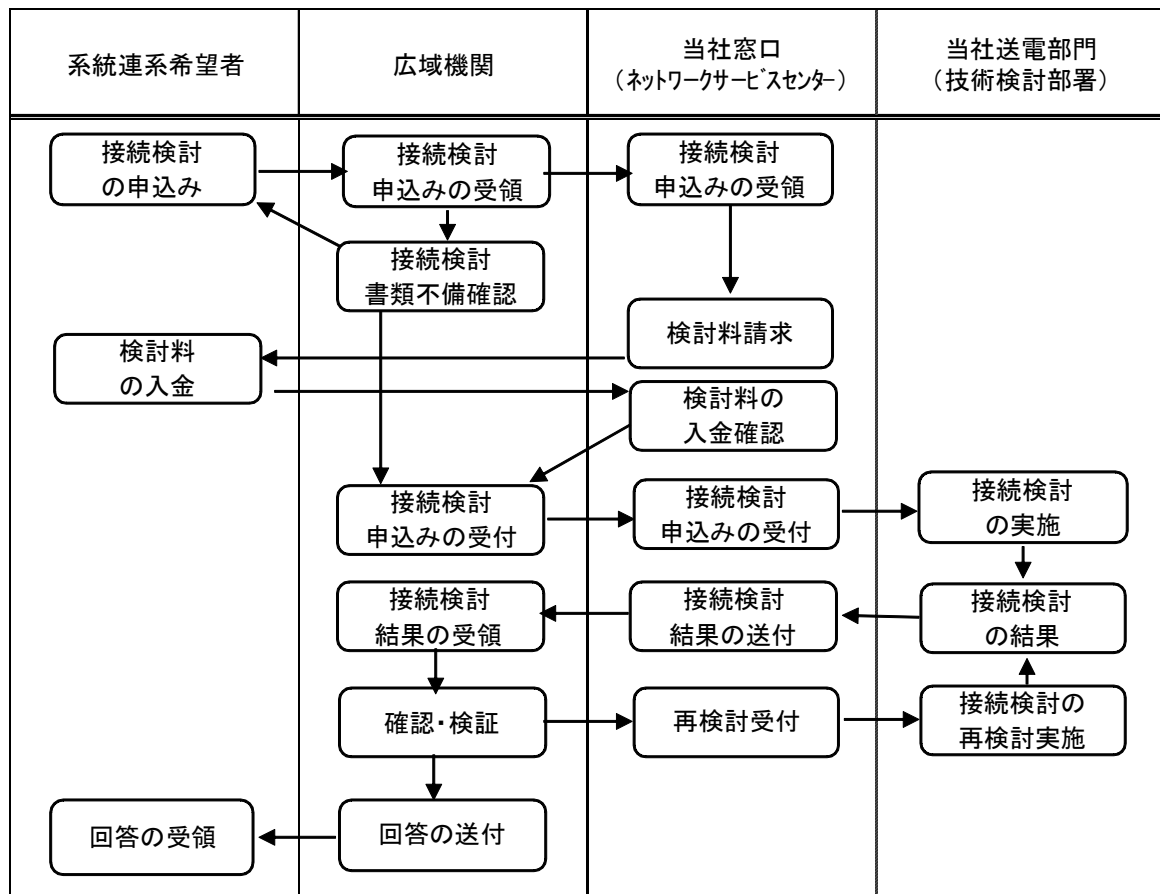 系統連系希望者
広域機関
当社窓口
(ネットワークサービスセンター)
当社送電部門
(技術検討部署)
接続検討
の申込み
接続検討
申込みの受領
接続検討
申込みの受領
接続検討
書類不備確認
検討料請求
検討料
の入金
検討料の
入金確認
接続検討
申込みの受付
接続検討
申込みの受付
接続検討
の実施
接続検討
結果の受領
接続検討
結果の送付
接続検討
の結果
確認・検証
再検討受付
接続検討の
再検討実施
回答の受領
回答の送付